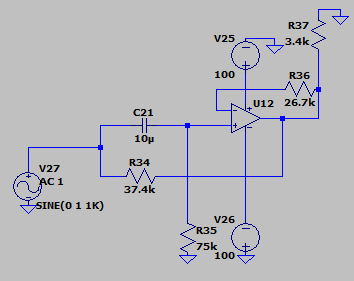 R37
3.4k
V25
100
R36
26.7k
U12
C21
10µ
V27
AC 1
SINE(0 1 1K)
R34
37.4k
R35
75k
V26
100